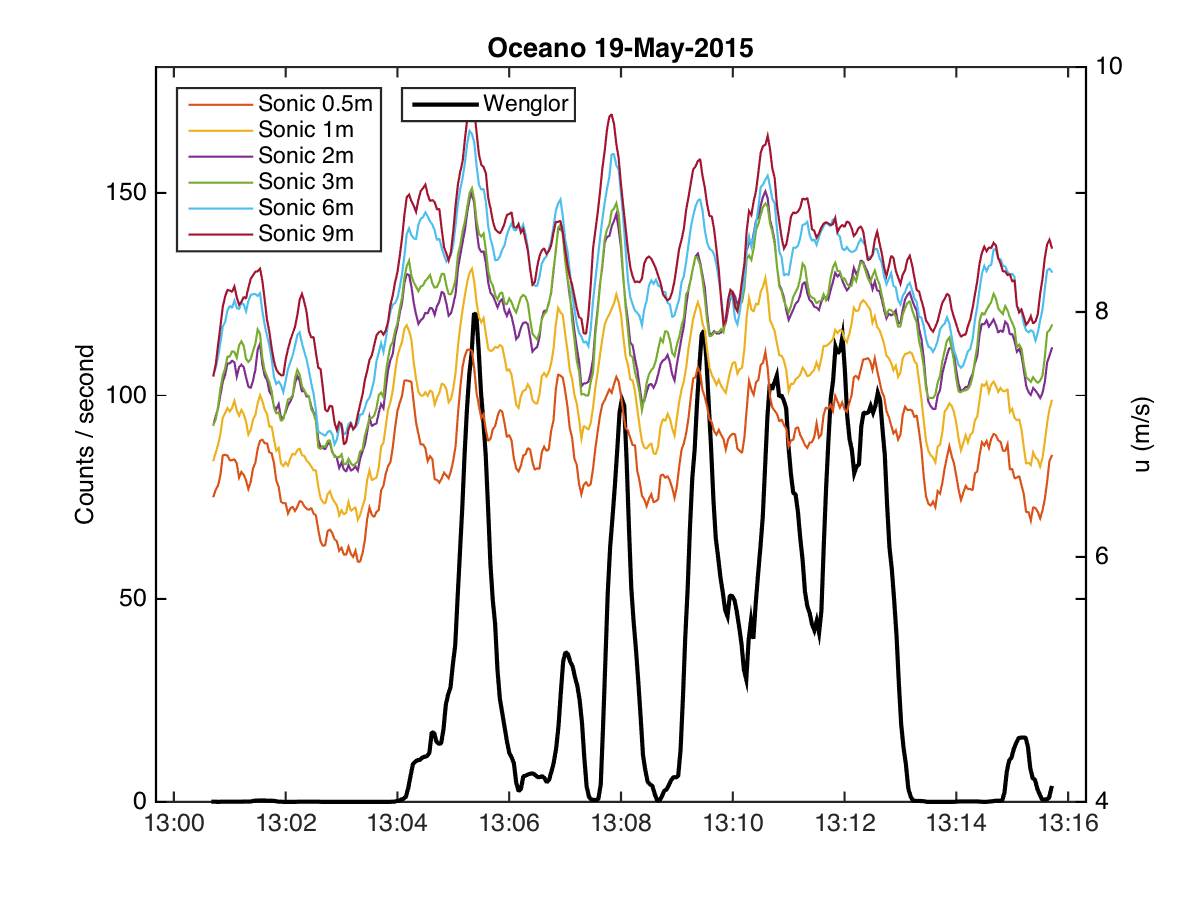 Oceano 19-May-2015
Sonic 0.5m
Sonic 1m
Sonic 2m
Sonic 3m
Sonic 6m
Sonic 9m
Wenglor
Counts / second
150
100
50
0
10
8
6
4
u (m/s)
13:00 13:02 13:04 13:06 13:08 13:10 13:12 13:14 13:16